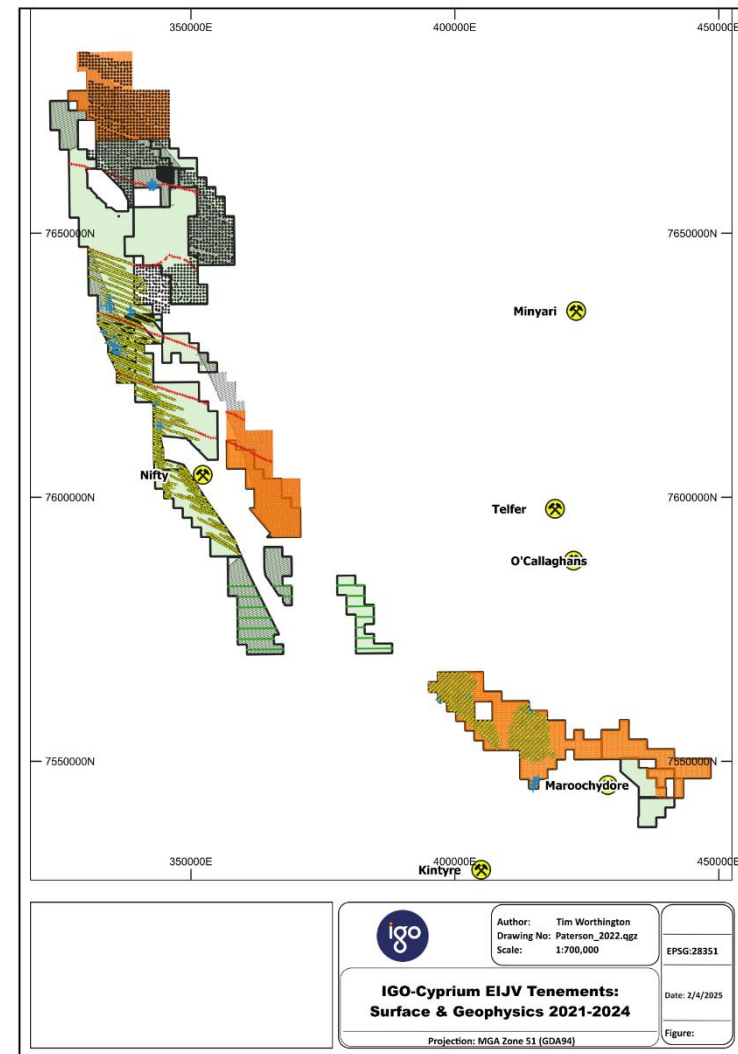 350000E 400000E 450000E
7650000N 7650000N
Minyari
Nifty
7600000N 7600000N
Telfer
O'Callaghans
7550000N 7550000N
Maroochydore
Kintyre
350000E 400000E 450000E
igo
Author: Tim Worthington
Drawing No: Paterson_2022.qgz
Scale: 1:700,000
EPSG:28351
IGO-Cyprium EIJV Tenements:
Surface & Geophysics 2021-2024
Date: 2/4/2025
Projection: MGA Zone 51 (GDA94)
Figure: